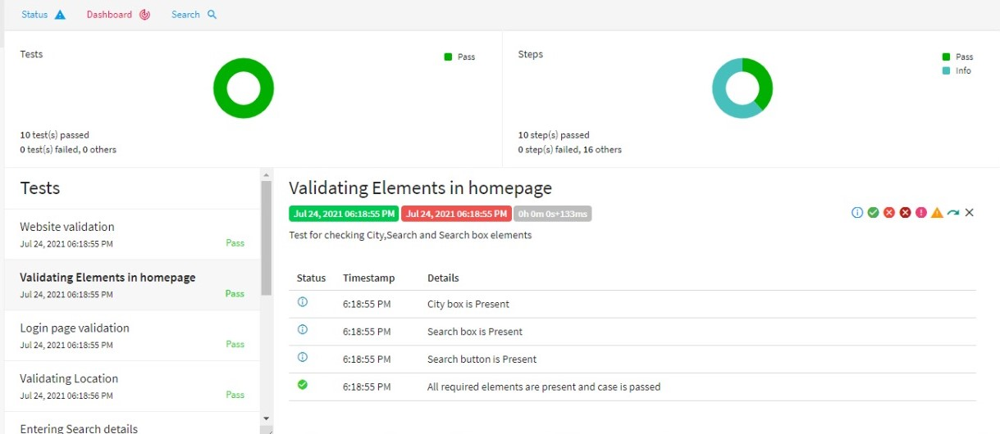 Status Dashboard Search
Tests
Pass
10 test(s) passed
0 test(s) failed, 0 others
Steps
Pass
Info
10 step(s) passed
0 step(s) failed, 16 others
Tests
Website validation
Jul 24, 2021 06:18:55 PM Pass
Validating Elements in homepage
Jul 24, 2021 06:18:55 PM Pass
Login page validation
Jul 24, 2021 06:18:55 PM Pass
Validating Location
Jul 24, 2021 06:18:56 PM Pass
Entering Search details
Validating Elements in homepage
Jul 24, 2021 06:18:55 PM Jul 24, 2021 06:18:55 PM 0h 0m 0s+133ms
Test for checking City,Search and Search box elements
Status Timestamp Details
6:18:55 PM City box is Present
6:18:55 PM Search box is Present
6:18:55 PM Search button is Present
6:18:55 PM All required elements are present and case is passed